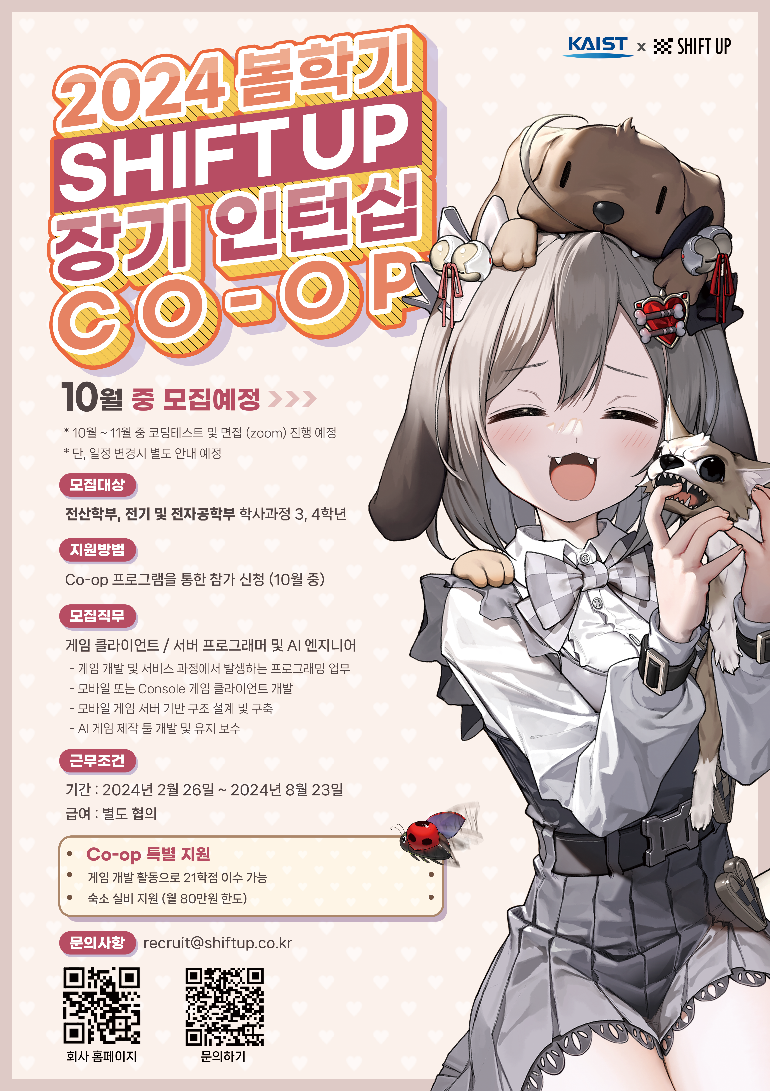 KAIST x SHIFT UP
2024 봄학기
SHIFT UP
장기 인턴십
CO-OP
10월 중 모집예정 >>>
* 10월 ~ 11월 중 코딩테스트 및 면접 (zoom) 진행 예정
* 단, 일정 변경시 별도 안내 예정
모집대상
전산학부, 전기 및 전자공학부 학사과정 3, 4학년
지원방법
Co-op 프로그램을 통한 참가 신청 (10월 중)
모집직무
게임 클라이언트 / 서버 프로그래머 및 AI 엔지니어
- 게임 개발 및 서비스 과정에서 발생하는 프로그래밍 업무
- 모바일 또는 Console 게임 클라이언트 개발
- 모바일 게임 서버 기반 구조 설계 및 구축
- AI 게임 제작 툴 개발 및 유지 보수
근무조건
기간 : 2024년 2월 26일 ~ 2024년 8월 23일
급여 : 별도 협의
Co-op 특별 지원
게임 개발 활동으로 21학점 이수 가능
숙소 실비 지원 (월 80만원 한도)
문의사항 recruit@shiftup.co.kr
회사 홈페이지 문의하기